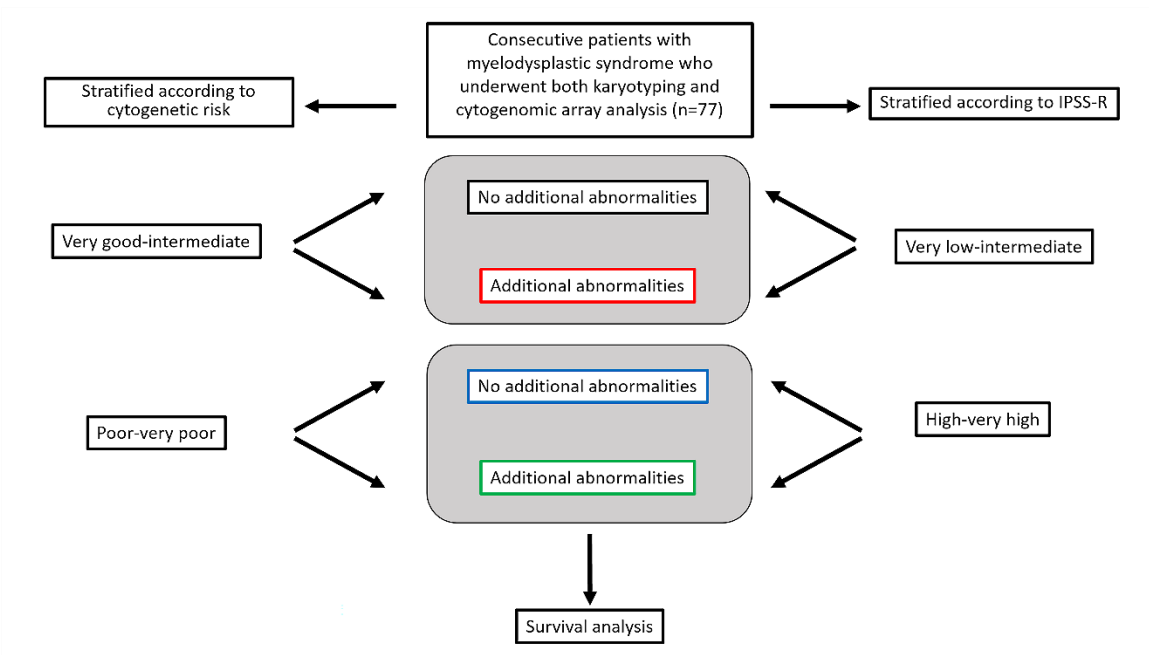 Consecutive patients with
myelodysplastic syndrome who
underwent both karyotyping and
cytogenomic array analysis (n=77)
Stratified according to
cytogenetic risk
Stratified according to IPSS-R
No additional abnormalities
Very good-intermediate
Very low-intermediate
Additional abnormalities
No additional abnormalities
Poor-very poor
High-very high
Additional abnormalities
Survival analysis